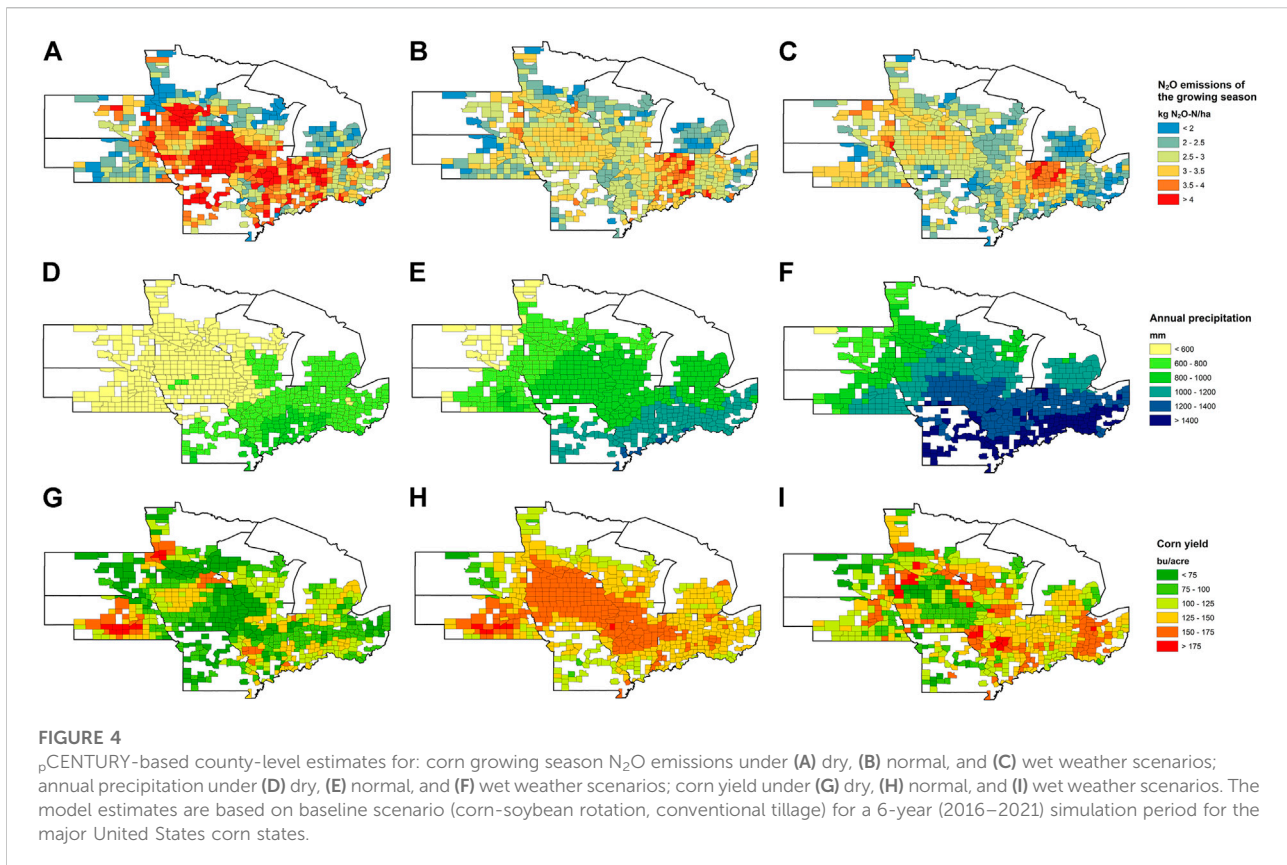 A
B
C
N₂O emissions of
the growing season
kg N₂O-N/ha
< 2
2 - 2.5
2.5 - 3
3 - 3.5
3.5 - 4
> 4
D
E
F
Annual precipitation
mm
< 600
600 - 800
800 - 1000
1000 - 1200
1200 - 1400
> 1400
G
H
I
Corn yield
bu/acre
< 75
75 - 100
100 - 125
125 - 150
150 - 175
> 175
FIGURE 4
pCENTURY-based county-level estimates for: corn growing season N₂O emissions under (A) dry, (B) normal, and (C) wet weather scenarios;
annual precipitation under (D) dry, (E) normal, and (F) wet weather scenarios; corn yield under (G) dry, (H) normal, and (I) wet weather scenarios. The
model estimates are based on baseline scenario (corn-soybean rotation, conventional tillage) for a 6-year (2016–2021) simulation period for the
major United States corn states.